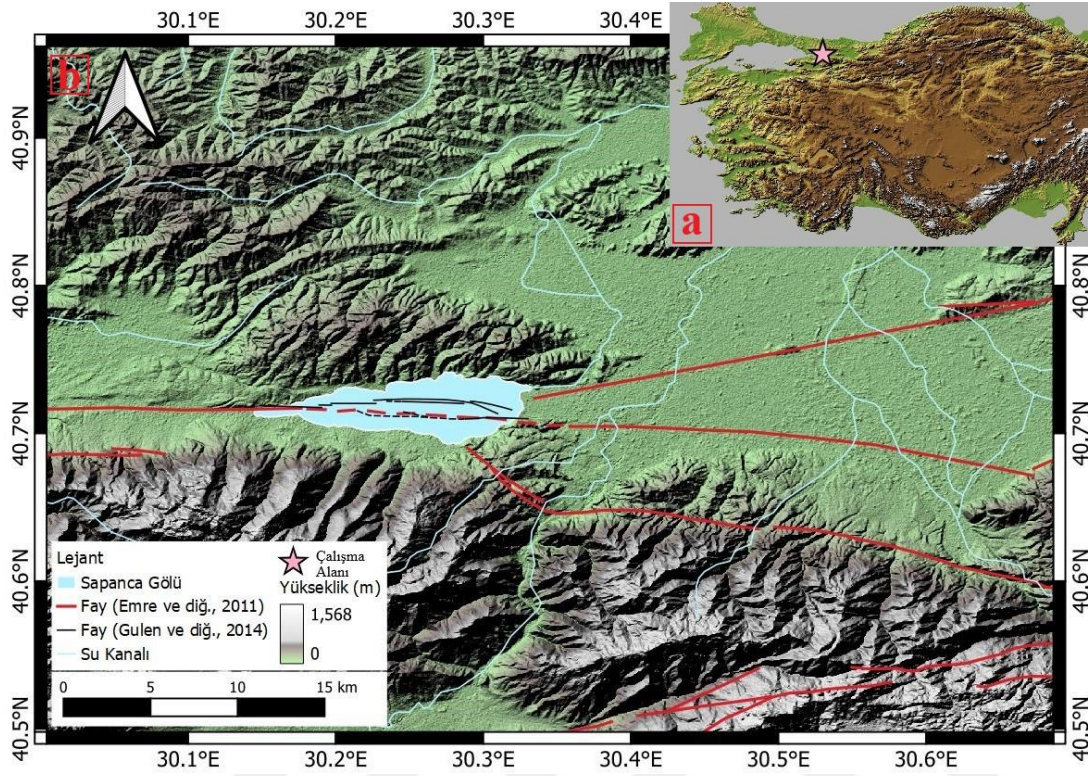 30.1°E 30.2°E 30.3°E 30.4°E
b
a
40.9°N
40.8°N 40.8°N
40.7°N 40.7°N
40.6°N 40.6°N
40.5°N 40.5°N
Lejant
Sapanca Gölü
Fay (Emre ve diğ., 2011)
Fay (Gulen ve diğ., 2014)
Su Kanalı
Çalışma
Alanı
Yükseklik (m)
1,568
0
0 5 10 15 km
30.1°E 30.2°E 30.3°E 30.4°E 30.5°E 30.6°E